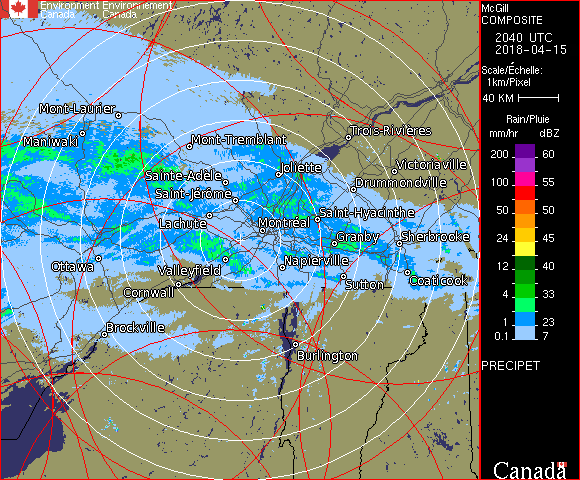 Environment Environnement
Canada Canada
McGill
COMPOSITE
2040 UTC
2018-04-15
Scale/Échelle:
1km/Pixel
40 KM
Rain/Pluie
mm/hr dBZ
200 60
100 55
50 50
24 45
12 40
4 33
1 23
0.1 7
PRECIPET
Canada
Mont-Laurier
Maniwaki
Mont-Tremblant
Trois-Rivières
Sainte-Adèle
Joliette
Victoriaville
Saint-Jérôme
Drummondville
Lachute
Montréal
Saint-Hyacinthe
Granby
Sherbrooke
Ottawa
Valleyfield
Napierville
Cornwall
Sutton
Coaticook
Brockville
Burlington